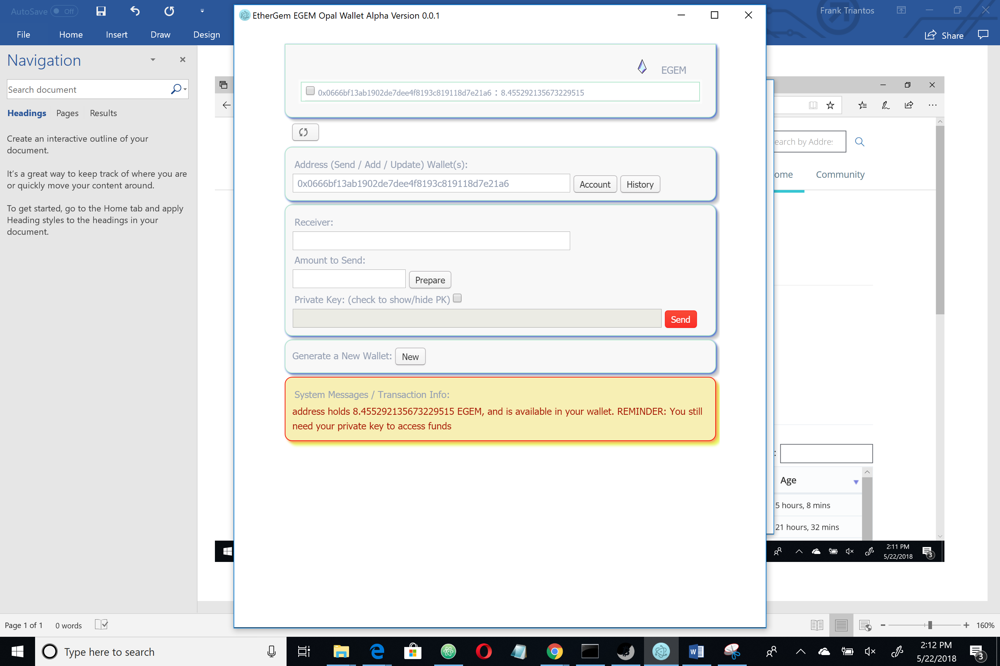 AutoSave Off
Frank Triantos
File Home Insert Draw Design
Share
Navigation
Search document
Headings Pages Results
Create an interactive outline of your
document.
It's a great way to keep track of where you are
or quickly move your content around.
To get started, go to the Home tab and apply
Heading styles to the headings in your
document.
EtherGem EGEM Opal Wallet Alpha Version 0.0.1
EGEM
0x0666bf13ab1902de7dee4f8193c819118d7e21a6 : 8.455292135673229515
Address (Send / Add / Update) Wallet(s):
0x0666bf13ab1902de7dee4f8193c819118d7e21a6
Account
History
Receiver:
Amount to Send:
Prepare
Private Key: (check to show/hide PK)
Send
Generate a New Wallet: New
System Messages / Transaction Info:
address holds 8.455292135673229515 EGEM, and is available in your wallet. REMINDER: You still
need your private key to access funds
earch by Addre
ome Community
:
Age
5 hours, 8 mins
21 hours, 32 mins
2:11 PM
5/22/2018
3
Page 1 of 1 0 words
160%
Type here to search
2:12 PM
5/22/2018
3